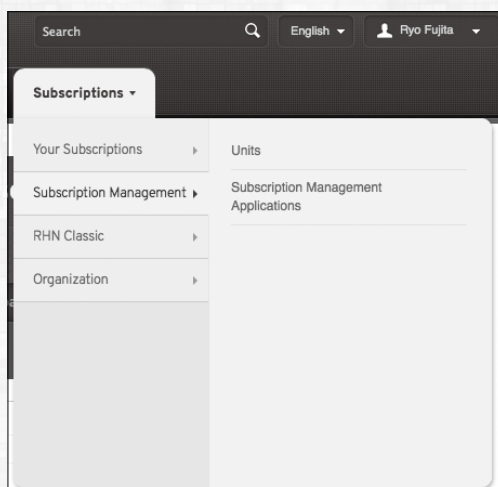 Search
English
Ryo Fujita
Subscriptions
Your Subscriptions
Units
Subscription Management
Subscription Management
Applications
RHN Classic
Organization